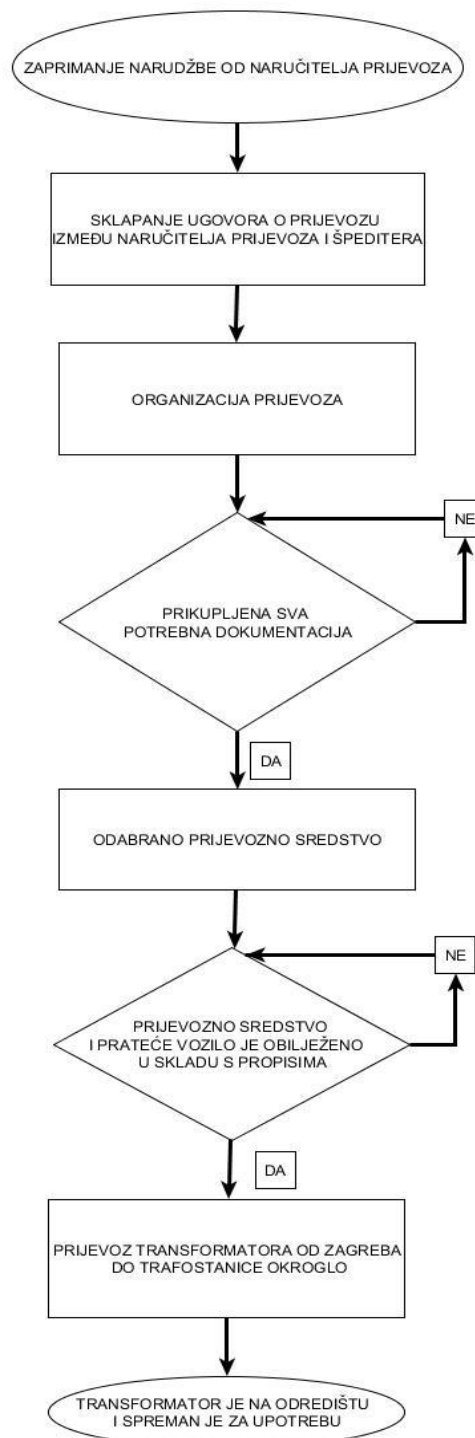 ZAPRIMANJE NARUDŽBE OD NARUČITELJA PRIJEVOZA
SKLAPANJE UGOVORA O PRIJEVOZU
IZMEĐU NARUČITELJA PRIJEVOZA I ŠPEDITERA
ORGANIZACIJA PRIJEVOZA
NE
PRIKUPLJENA SVA
POTREBNA DOKUMENTACIJA
DA
ODABRANO PRIJEVOZNO SREDSTVO
NE
PRIJEVOZNO SREDSTVO
I PRATEĆE VOZILO JE OBILJEŽENO
U SKLADU S PROPISIMA
DA
PRIJEVOZ TRANSFORMATORA OD ZAGREBA
DO TRAFOSTANICE OKROGLO
TRANSFORMATOR JE NA ODREDIŠTU
I SPREMAN JE ZA UPOTREBU